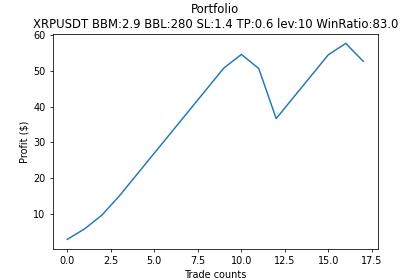 Portfolio
XRPUSDT BBM:2.9 BBL:280 SL:1.4 TP:0.6 lev:10 WinRatio:83.0
60
50
40
30
20
10
Profit ($)
0.0 2.5 5.0 7.5 10.0 12.5 15.0 17.5
Trade counts